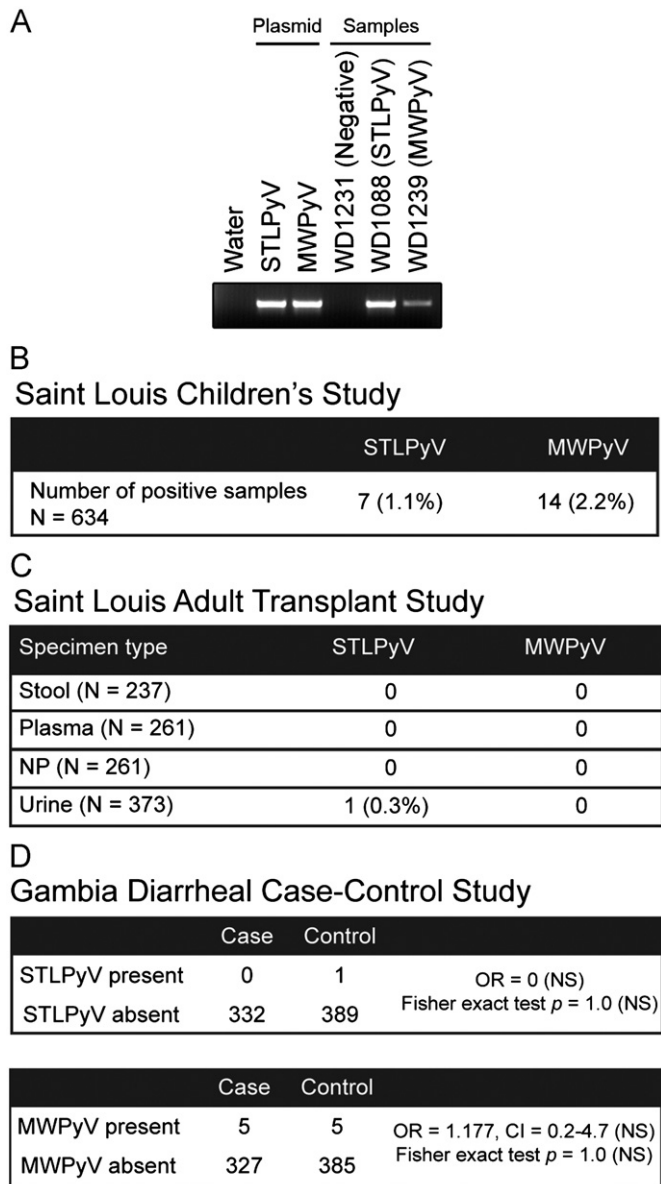 A
Plasmid Samples
Water
STLPyV
MWPyV
WD1231 (Negative)
WD1088 (STLPyV)
WD1239 (MWPyV)
B
Saint Louis Children's Study
STLPyV MWPyV
Number of positive samples
N = 634
7 (1.1%) 14 (2.2%)
C
Saint Louis Adult Transplant Study
Specimen type STLPyV MWPyV
Stool (N = 237) 0 0
Plasma (N = 261) 0 0
NP (N = 261) 0 0
Urine (N = 373) 1 (0.3%) 0
D
Gambia Diarrheal Case-Control Study
Case Control
STLPyV present 0 1
STLPyV absent 332 389
OR = 0 (NS)
Fisher exact test p = 1.0 (NS)
Case Control
MWPyV present 5 5
MWPyV absent 327 385
OR = 1.177, CI = 0.2-4.7 (NS)
Fisher exact test p = 1.0 (NS)